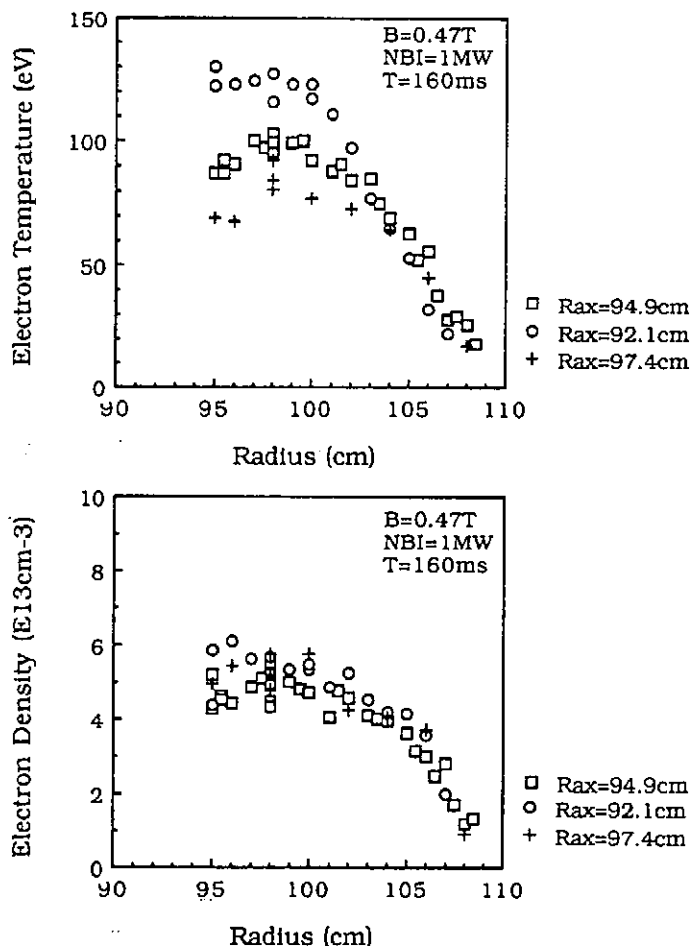 150
100
50
0
Electron Temperature (eV)
B=0.47T
NBI=1MW
T=160ms
90 95 100 105 110
Radius (cm)
Rax=94.9cm
Rax=92.1cm
Rax=97.4cm
10
8
6
4
2
0
Electron Density (E13cm-3)
B=0.47T
NBI=1MW
T=160ms
90 95 100 105 110
Radius (cm)
Rax=94.9cm
Rax=92.1cm
Rax=97.4cm